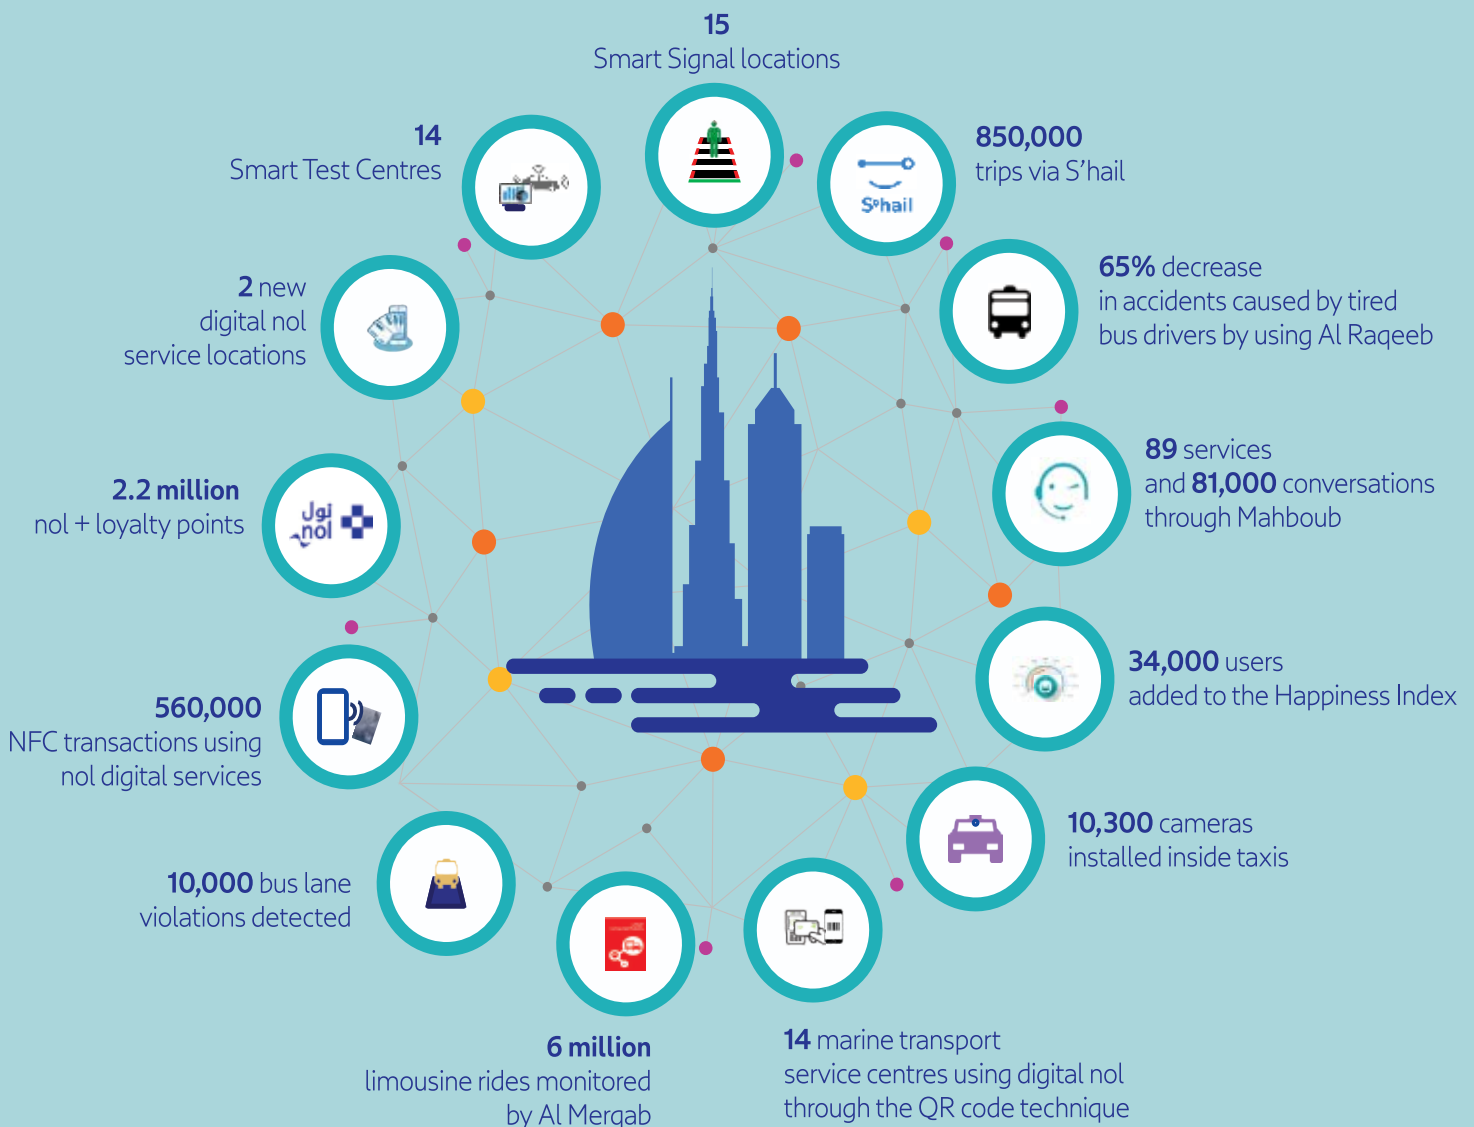 15
Smart Signal locations
850,000
trips via S'hail
65% decrease
in accidents caused by tired
bus drivers by using Al Raqeeb
89 services
and 81,000 conversations
through Mahboub
34,000 users
added to the Happiness Index
10,300 cameras
installed inside taxis
14 marine transport
service centres using digital nol
through the QR code technique
6 million
limousine rides monitored
by Al Merqab
10,000 bus lane
violations detected
560,000
NFC transactions using
nol digital services
2.2 million
nol + loyalty points
2 new
digital nol
service locations
14
Smart Test Centres
S'hail
نول
nol